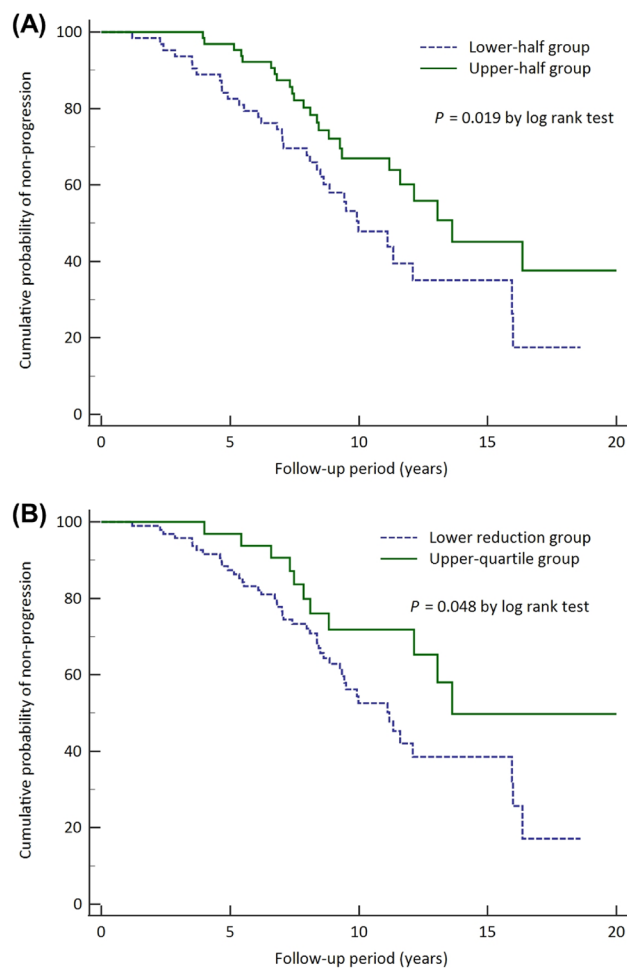 (A)
Cumulative probability of non-progression
100
80
60
40
20
0
Lower-half group
Upper-half group
P = 0.019 by log rank test
0 5 10 15 20
Follow-up period (years)
(B)
Cumulative probability of non-progression
100
80
60
40
20
0
Lower reduction group
Upper-quartile group
P = 0.048 by log rank test
0 5 10 15 20
Follow-up period (years)